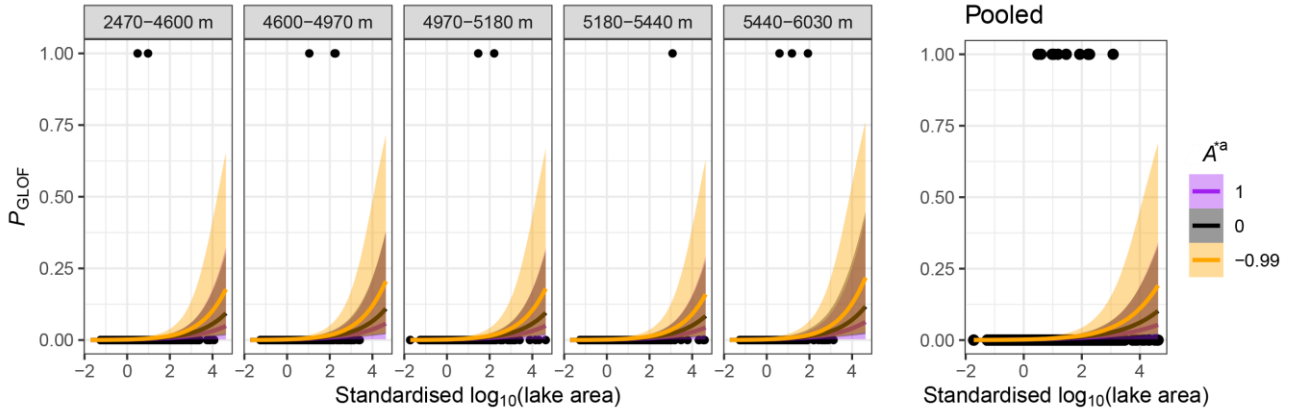 2470−4600 m 4600−4970 m 4970−5180 m 5180−5440 m 5440−6030 m
Pooled
P_GLOF
1.00
0.75
0.50
0.25
0.00
−2 0 2 4 −2 0 2 4 −2 0 2 4 −2 0 2 4 −2 0 2 4
Standardised log₁₀(lake area)
1.00
0.75
0.50
0.25
0.00
−2 0 2 4
Standardised log₁₀(lake area)
A*a
1
0
−0.99